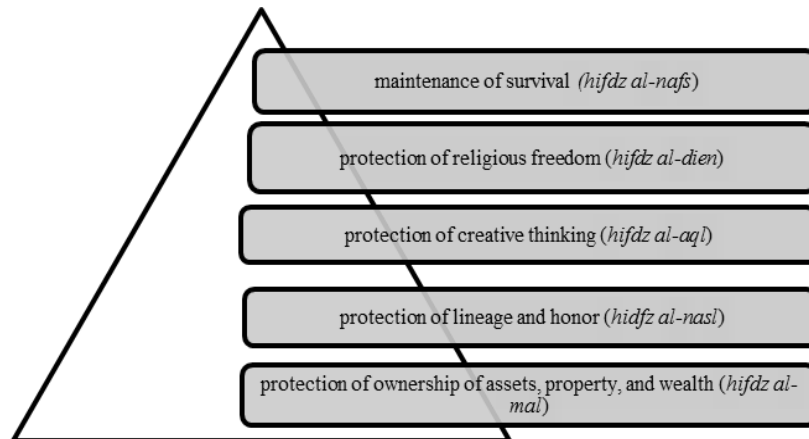 maintenance of survival (hifdz al-nafs)
protection of religious freedom (hifdz al-dien)
protection of creative thinking (hifdz al-aql)
protection of lineage and honor (hidfz al-nasl)
protection of ownership of assets, property, and wealth (hifdz al-
mal)